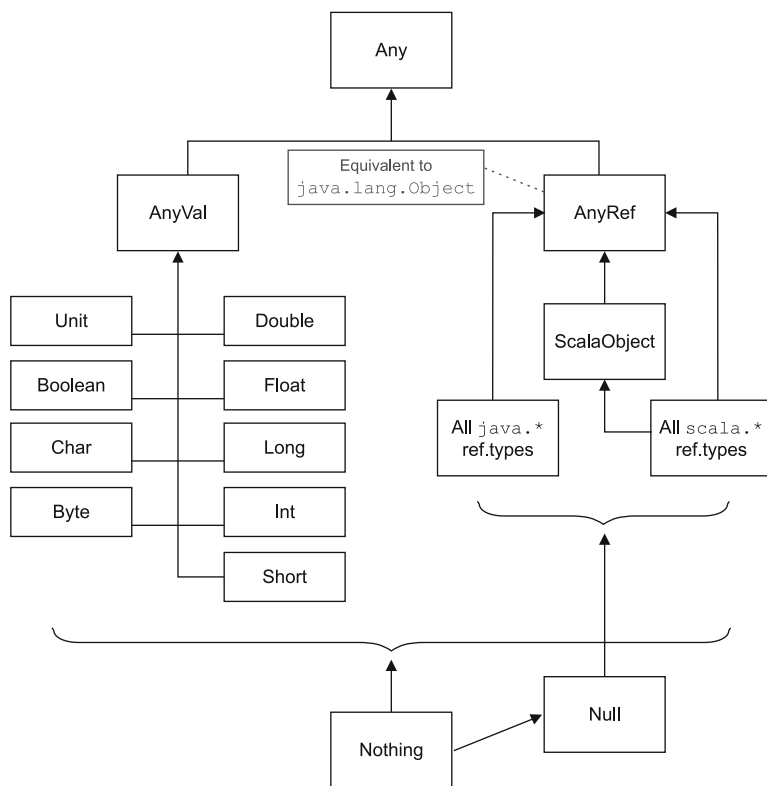 Any
Equivalent to
java.lang.Object
AnyVal
AnyRef
Unit
Double
ScalaObject
Boolean
Float
All java.*
ref.types
All scala.*
ref.types
Char
Long
Byte
Int
Short
Null
Nothing